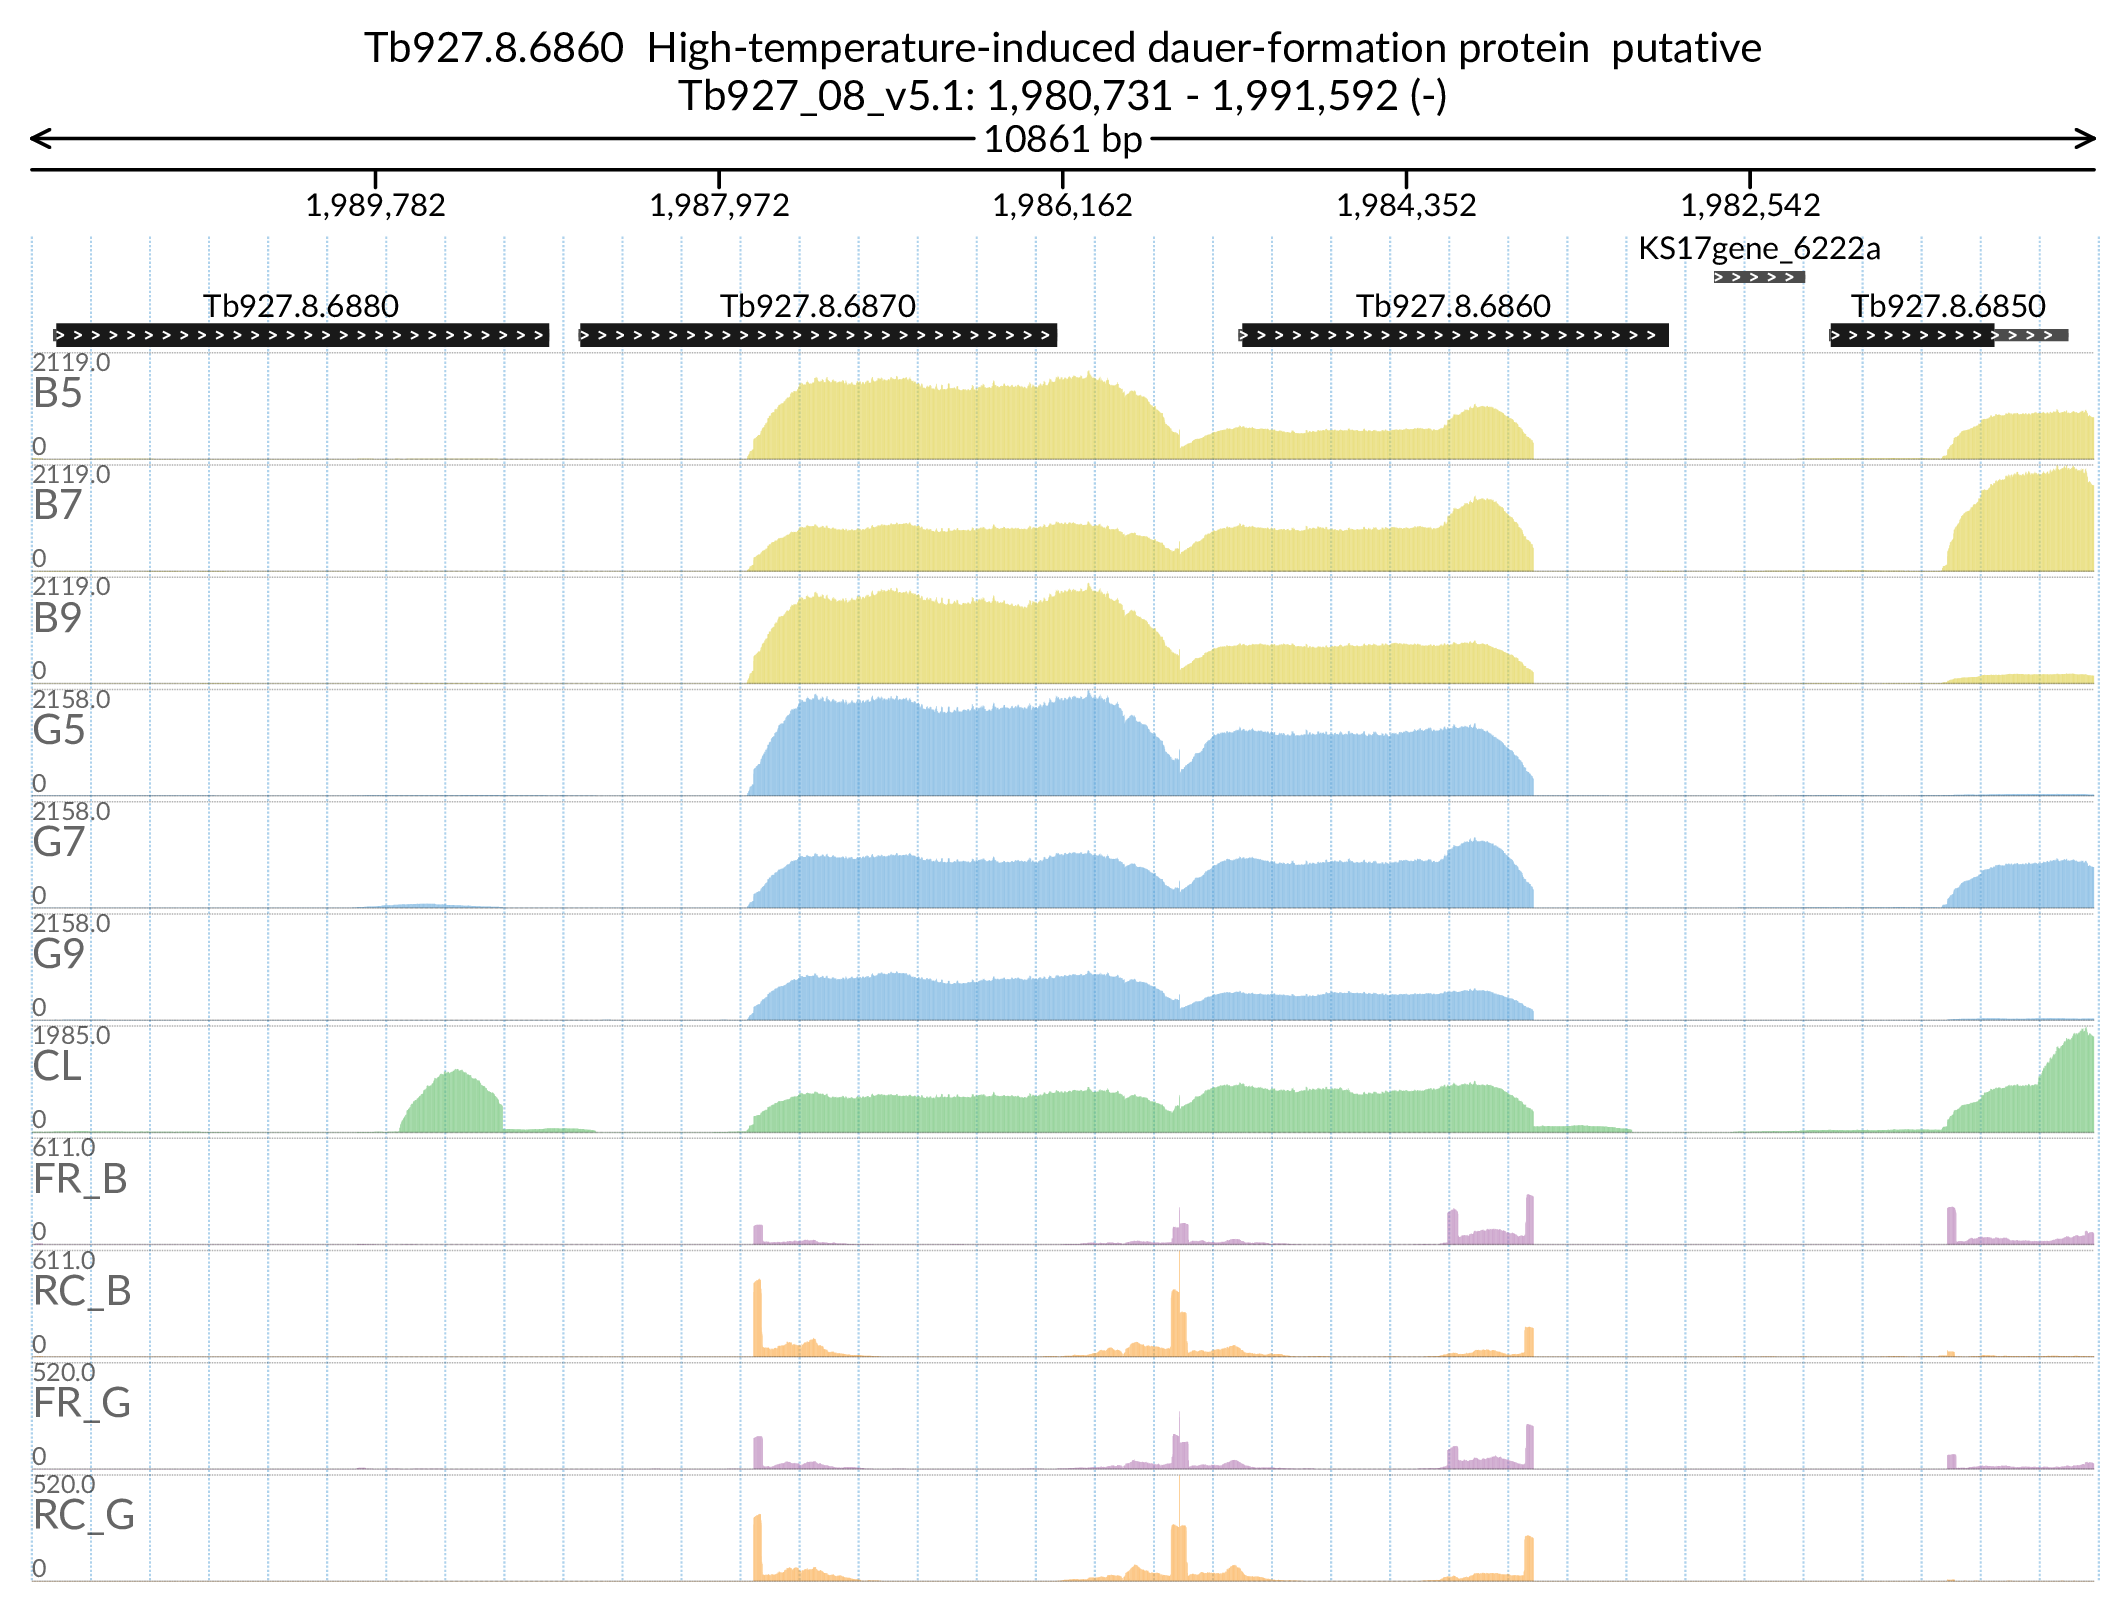 Tb927.8.6860  High-temperature-induced dauer-formation protein  putative
Tb927_08_v5.1: 1,980,731 - 1,991,592 (-)
10861 bp
1,989,782 1,987,972 1,986,162 1,984,352 1,982,542
KS17gene_6222a
Tb927.8.6880 Tb927.8.6870 Tb927.8.6860 Tb927.8.6850
2119.0
B5
0
2119.0
B7
0
2119.0
B9
0
2158.0
G5
0
2158.0
G7
0
2158.0
G9
0
1985.0
CL
0
611.0
FR_B
0
611.0
RC_B
0
520.0
FR_G
0
520.0
RC_G
0